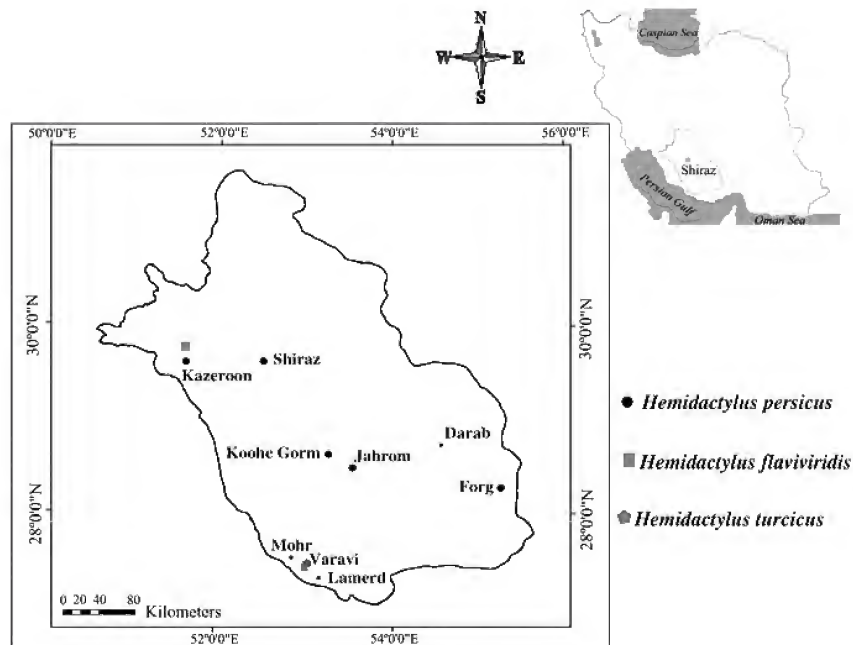 N
W E
S
Caspian Sea
Shiraz
Persian Gulf
Oman Sea
50°0'0"E 52°0'0"E 54°0'0"E 56°0'0"E
30°0'0"N 30°0'0"N
Kazeroon
Shiraz
Darab
Koohe Gorm
Jahrom
Forg
28°0'0"N 28°0'0"N
Mohr
Varavi
Lamerd
0 20 40 80
Kilometers
52°0'0"E 54°0'0"E
Hemidactylus persicus
Hemidactylus flaviviridis
Hemidactylus turcicus